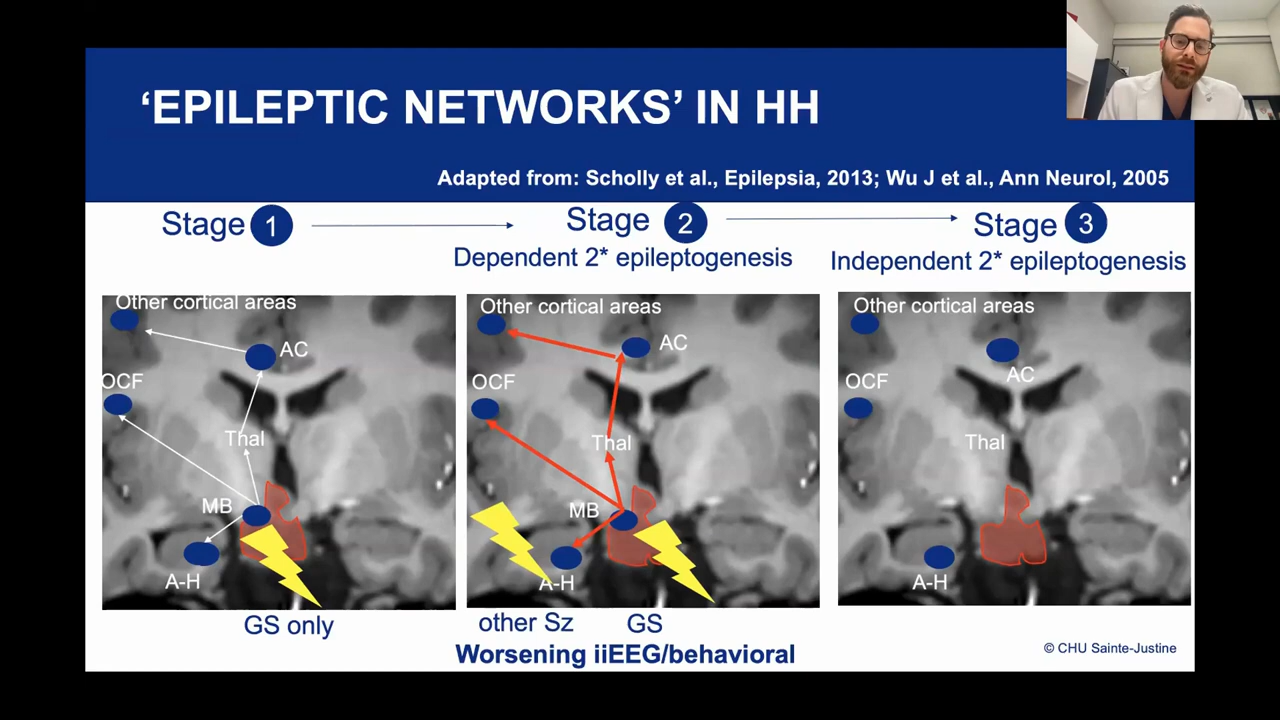 ‘EPILEPTIC NETWORKS’ IN HH
Adapted from: Scholly et al., Epilepsia, 2013; Wu J et al., Ann Neurol, 2005
Stage 1
Stage 2
Dependent 2* epileptogenesis
Stage 3
Independent 2* epileptogenesis
Other cortical areas
AC
OCF
Thal
MB
A-H
GS only
Other cortical areas
AC
OCF
Thal
MB
A-H
other Sz
GS
Worsening iiEEG/behavioral
Other cortical areas
AC
OCF
Thal
A-H
© CHU Sainte-Justine